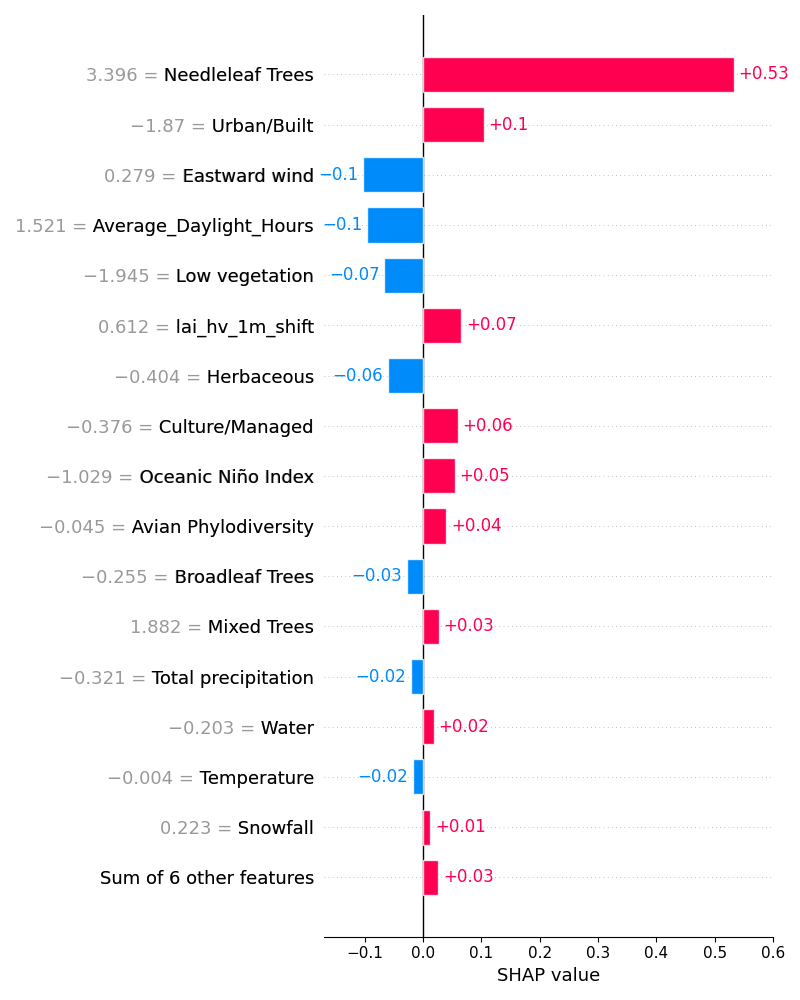 3.396 = Needleleaf Trees +0.53
−1.87 = Urban/Built +0.1
0.279 = Eastward wind −0.1
1.521 = Average_Daylight_Hours −0.1
−1.945 = Low vegetation −0.07
0.612 = lai_hv_1m_shift +0.07
−0.404 = Herbaceous −0.06
−0.376 = Culture/Managed +0.06
−1.029 = Oceanic Niño Index +0.05
−0.045 = Avian Phylodiversity +0.04
−0.255 = Broadleaf Trees −0.03
1.882 = Mixed Trees +0.03
−0.321 = Total precipitation −0.02
−0.203 = Water +0.02
−0.004 = Temperature −0.02
0.223 = Snowfall +0.01
Sum of 6 other features +0.03
−0.1 0.0 0.1 0.2 0.3 0.4 0.5 0.6
SHAP value